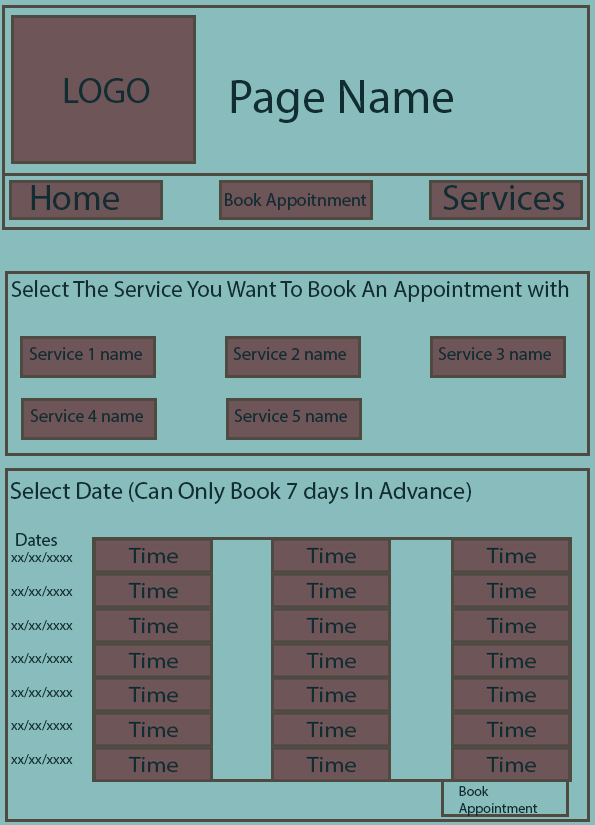 LOGO
Page Name
Home
Book Appoitnment
Services
Select The Service You Want To Book An Appointment with
Service 1 name
Service 2 name
Service 3 name
Service 4 name
Service 5 name
Select Date (Can Only Book 7 days In Advance)
Dates
xx/xx/xxxx Time Time Time
xx/xx/xxxx Time Time Time
xx/xx/xxxx Time Time Time
xx/xx/xxxx Time Time Time
xx/xx/xxxx Time Time Time
xx/xx/xxxx Time Time Time
xx/xx/xxxx Time Time Time
Book
Appointment